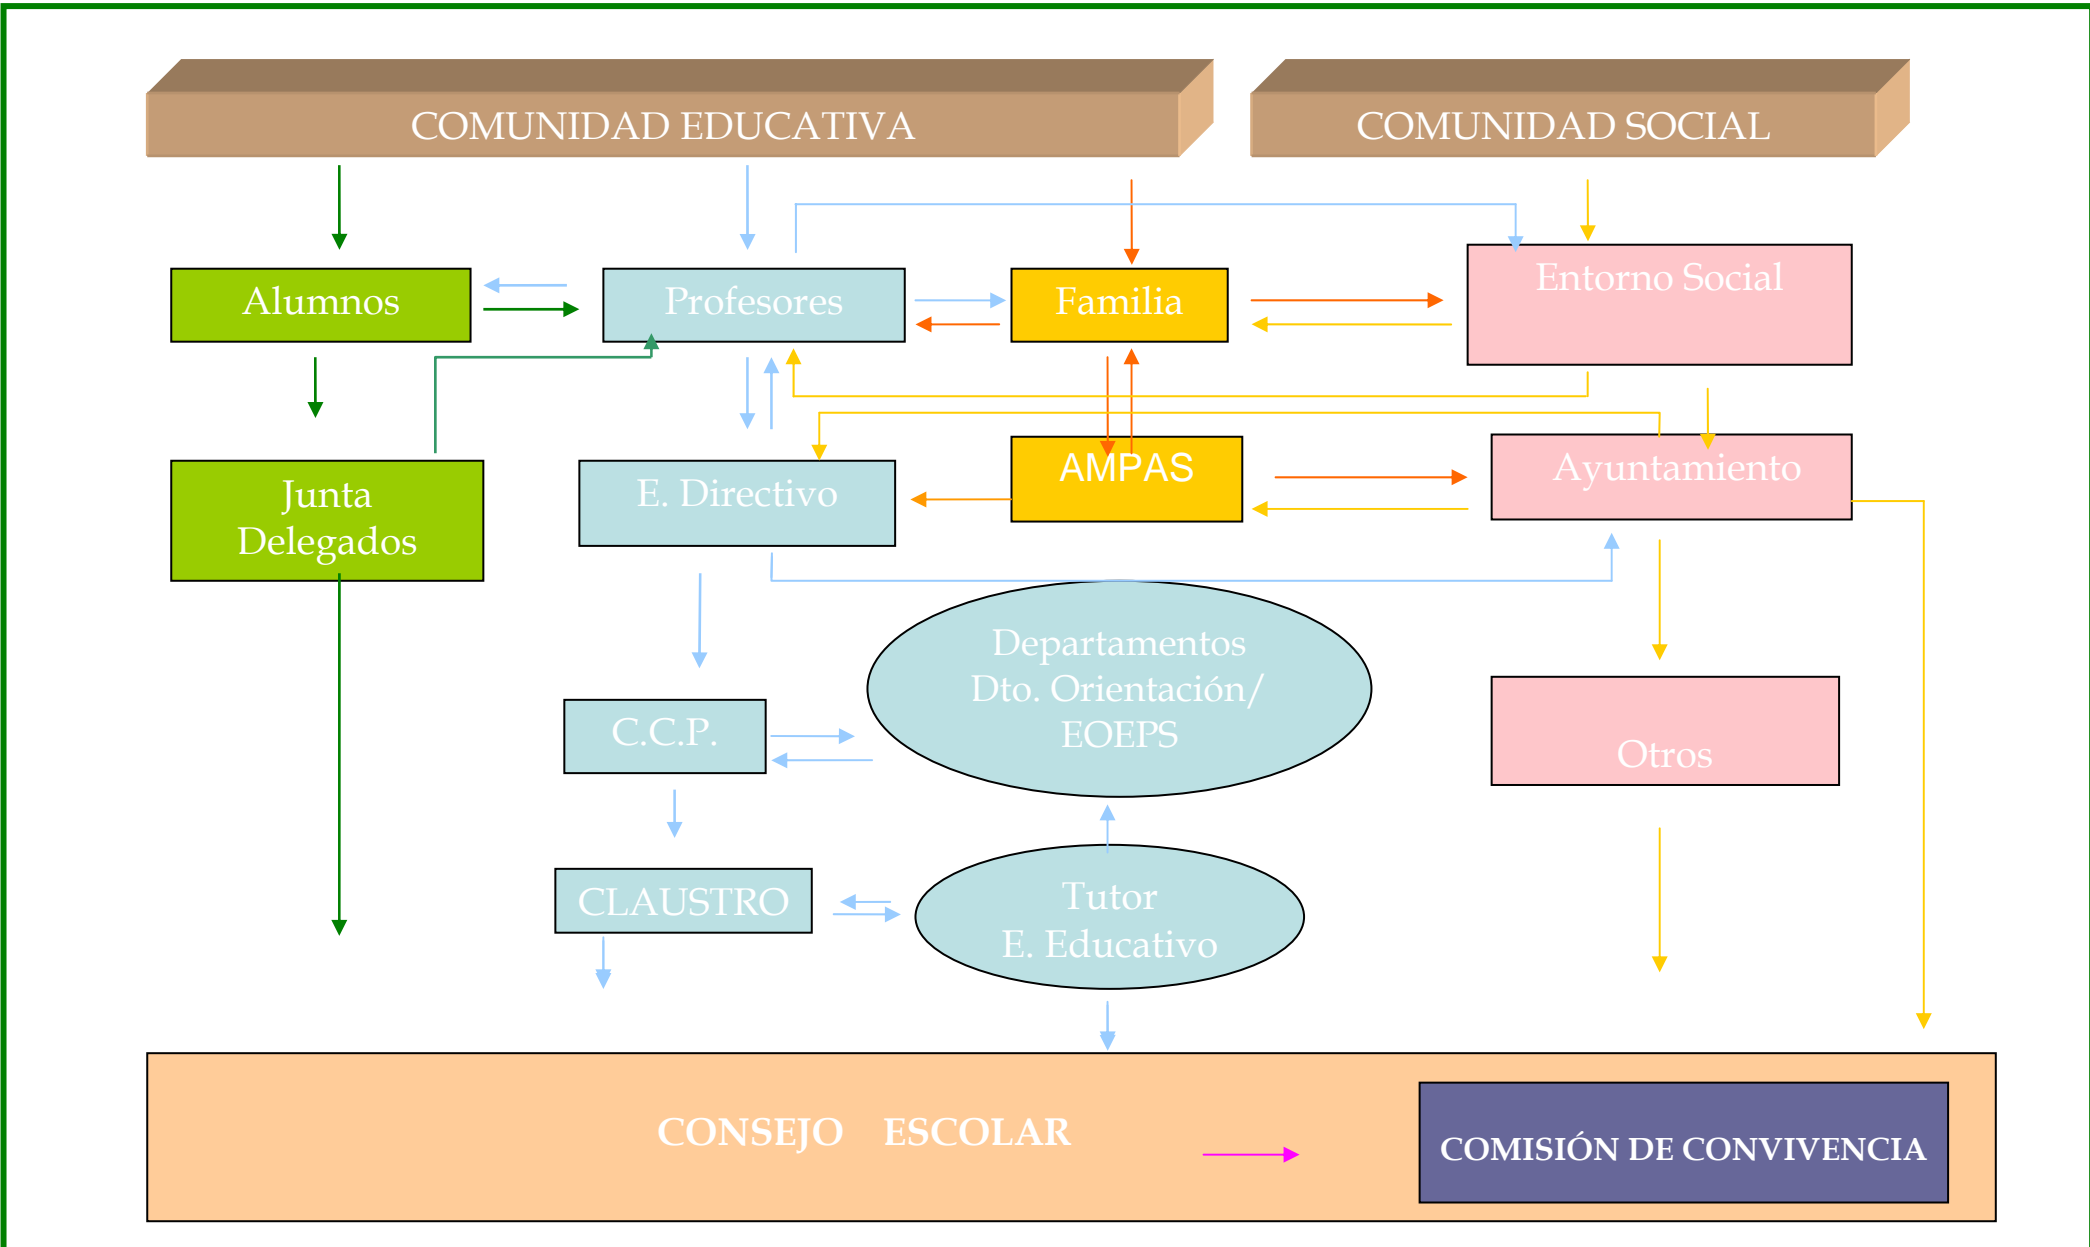 COMUNIDAD EDUCATIVA
COMUNIDAD SOCIAL
Alumnos
Profesores
Familia
Entorno Social
Junta
Delegados
E. Directivo
AMPAS
Ayuntamiento
Departamentos
Dto. Orientación/
EOEPS
C.C.P.
Otros
CLAUSTRO
Tutor
E. Educativo
CONSEJO ESCOLAR
COMISIÓN DE CONVIVENCIA